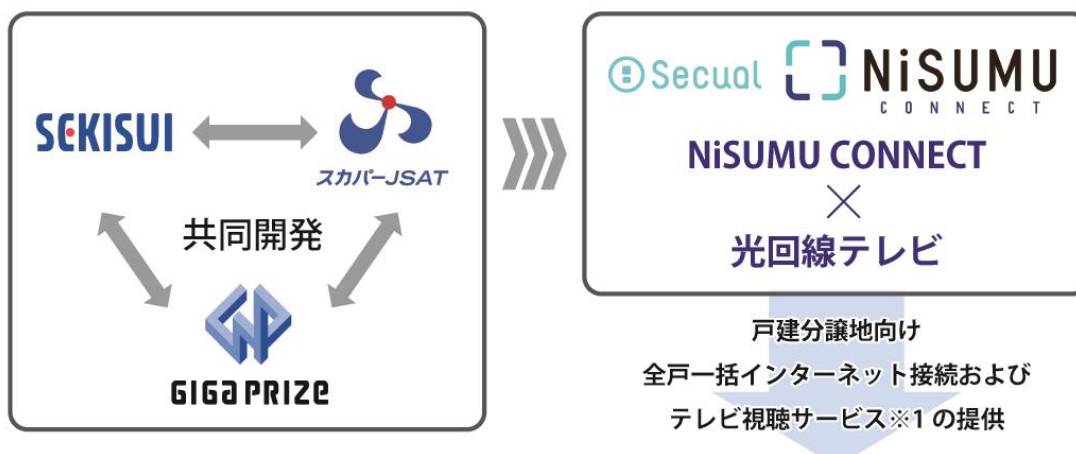 SEKISUI
スカパーJSAT
共同開発
GIGA PRIZE
Secual
NiSUMU
CONNECT
NiSUMU CONNECT
×
光回線テレビ
戸建分譲地向け
全戸一括インターネット接続および
テレビ視聴サービス※1の提供